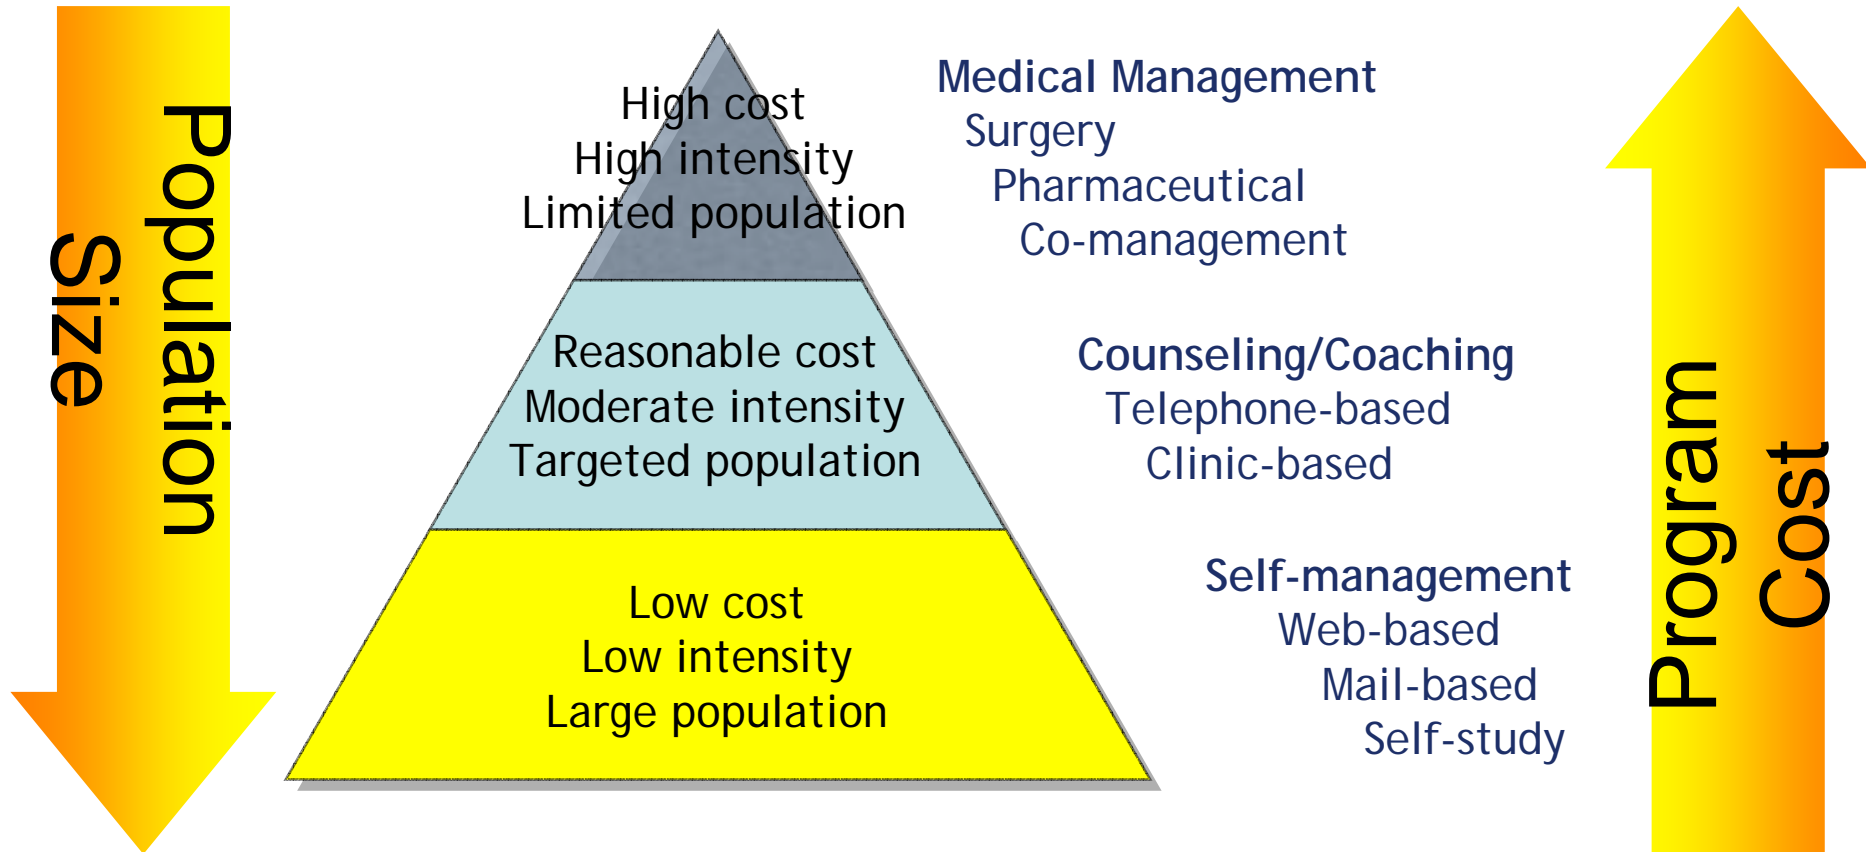 Population
Size
High cost
High intensity
Limited population
Medical Management
Surgery
Pharmaceutical
Co-management
Reasonable cost
Moderate intensity
Targeted population
Counseling/Coaching
Telephone-based
Clinic-based
Low cost
Low intensity
Large population
Self-management
Web-based
Mail-based
Self-study
Program
Cost